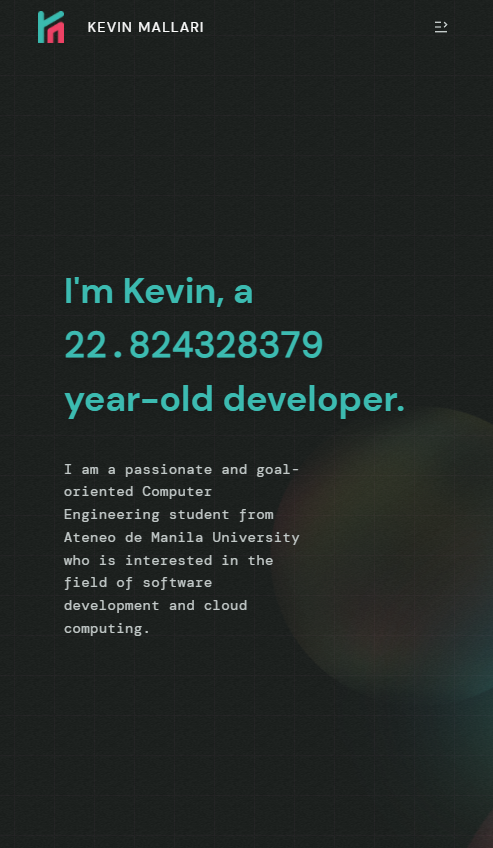 KEVIN MALLARI
I'm Kevin, a
22.824328379
year-old developer.
I am a passionate and goal-
oriented Computer
Engineering student from
Ateneo de Manila University
who is interested in the
field of software
development and cloud
computing.